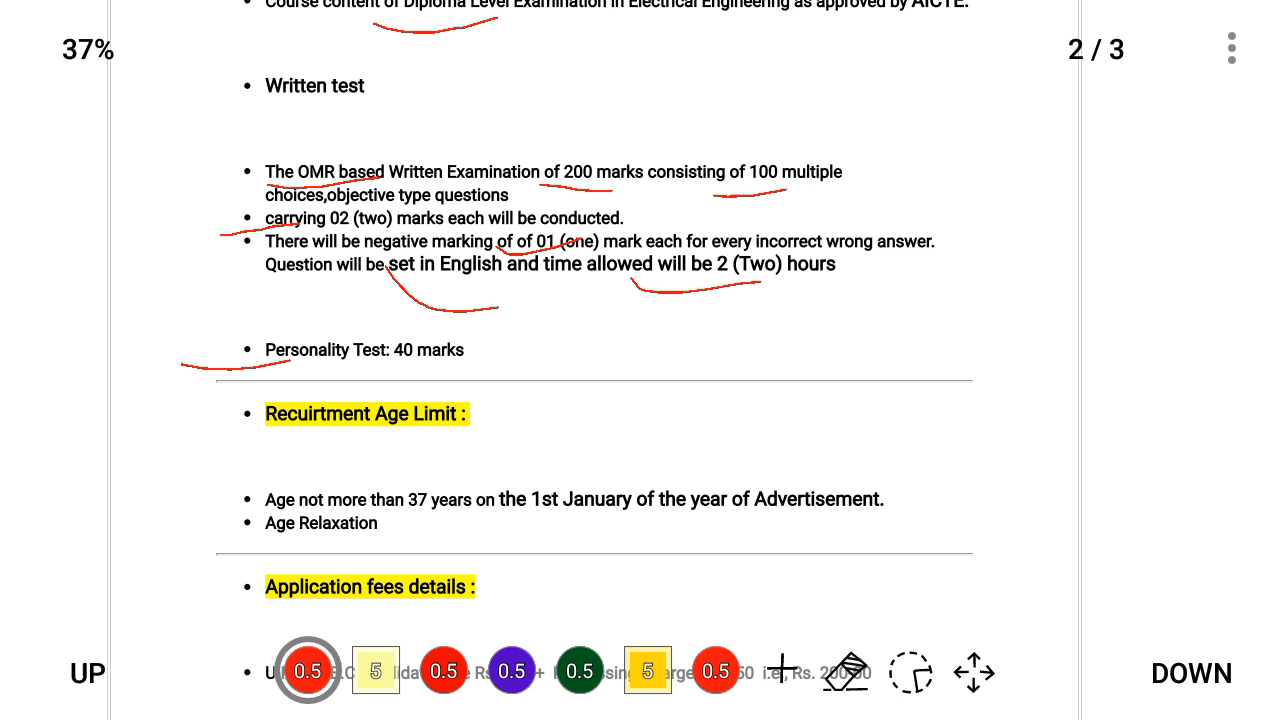 Course content of Diploma Level Examination in Electrical Engineering as approved by AICTE.
37%
2 / 3
Written test
The OMR based Written Examination of 200 marks consisting of 100 multiple
choices,objective type questions
carrying 02 (two) marks each will be conducted.
There will be negative marking of of 01 (one) mark each for every incorrect wrong answer.
Question will be set in English and time allowed will be 2 (Two) hours
Personality Test: 40 marks
Recuirtment Age Limit :
Age not more than 37 years on the 1st January of the year of Advertisement.
Age Relaxation
Application fees details :
i.e., Rs.
0.5 5 0.5 0.5 0.5 5 0.5
UP
DOWN